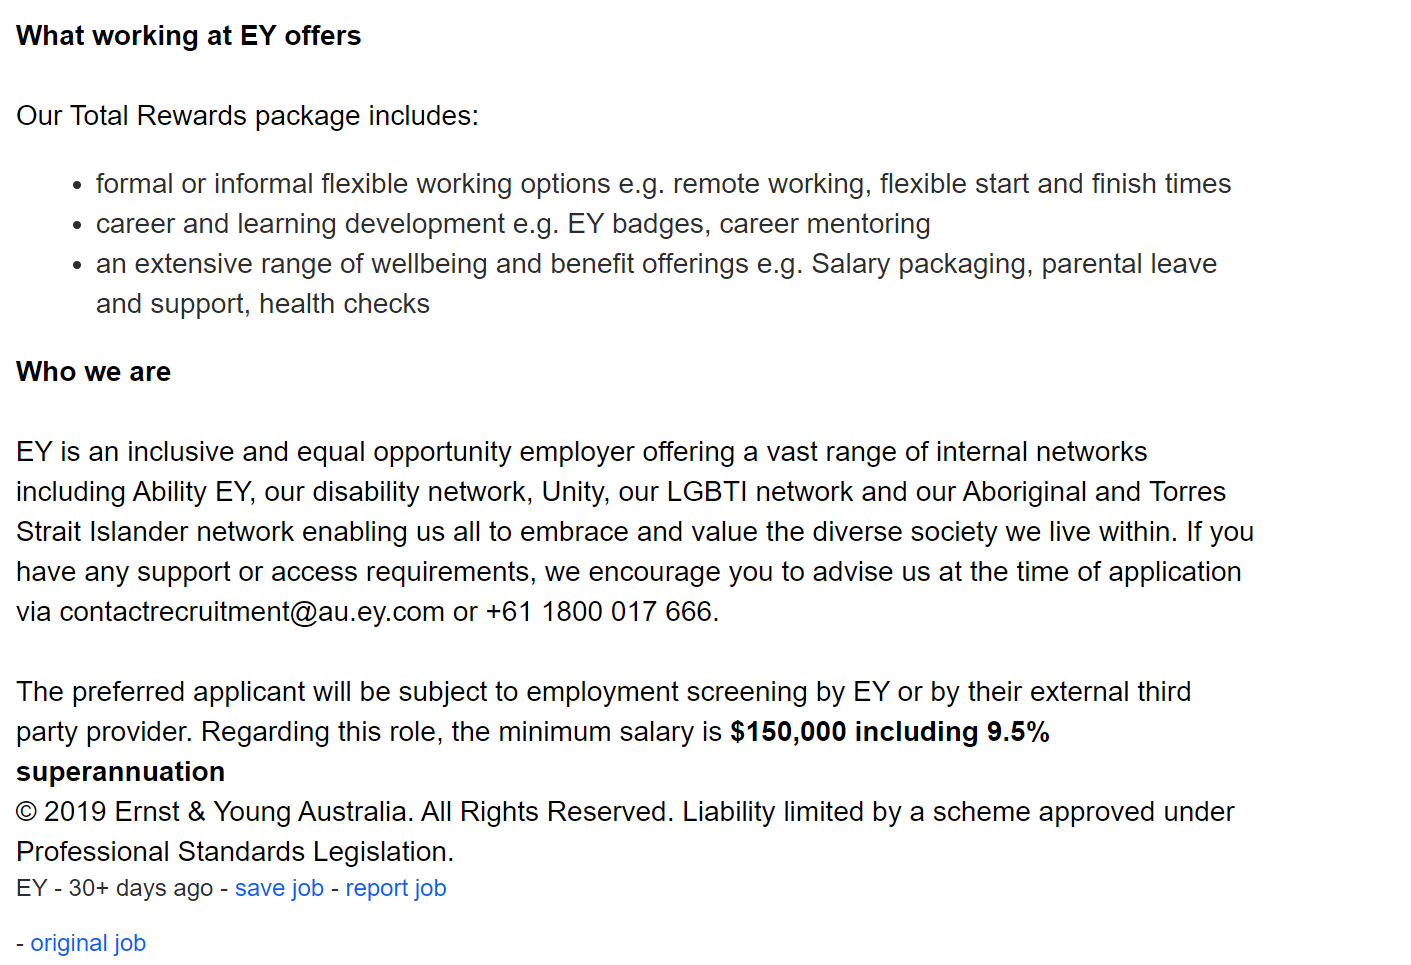 What working at EY offers
Our Total Rewards package includes:
• formal or informal flexible working options e.g. remote working, flexible start and finish times
• career and learning development e.g. EY badges, career mentoring
• an extensive range of wellbeing and benefit offerings e.g. Salary packaging, parental leave
and support, health checks
Who we are
EY is an inclusive and equal opportunity employer offering a vast range of internal networks
including Ability EY, our disability network, Unity, our LGBTI network and our Aboriginal and Torres
Strait Islander network enabling us all to embrace and value the diverse society we live within. If you
have any support or access requirements, we encourage you to advise us at the time of application
via contactrecruitment@au.ey.com or +61 1800 017 666.
The preferred applicant will be subject to employment screening by EY or by their external third
party provider. Regarding this role, the minimum salary is $150,000 including 9.5%
superannuation
© 2019 Ernst & Young Australia. All Rights Reserved. Liability limited by a scheme approved under
Professional Standards Legislation.
EY - 30+ days ago - save job - report job
- original job